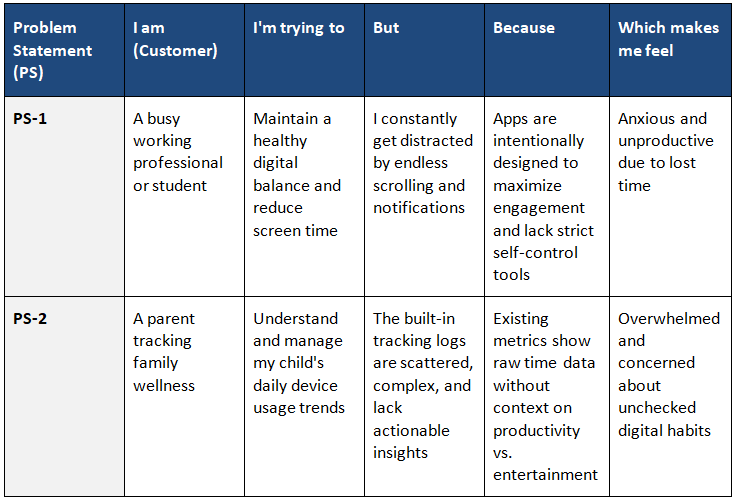 Problem
Statement
(PS)
I am
(Customer)
I'm trying to
But
Because
Which makes
me feel
PS-1
A busy
working
professional
or student
Maintain a
healthy
digital
balance and
reduce
screen time
I constantly
get distracted
by endless
scrolling and
notifications
Apps are
intentionally
designed to
maximize
engagement
and lack strict
self-control
tools
Anxious and
unproductive
due to lost
time
PS-2
A parent
tracking
family
wellness
Understand
and manage
my child's
daily device
usage trends
The built-in
tracking logs
are scattered,
complex, and
lack
actionable
insights
Existing
metrics show
raw time data
without
context on
productivity
vs.
entertainment
Overwhelmed
and
concerned
about
unchecked
digital habits